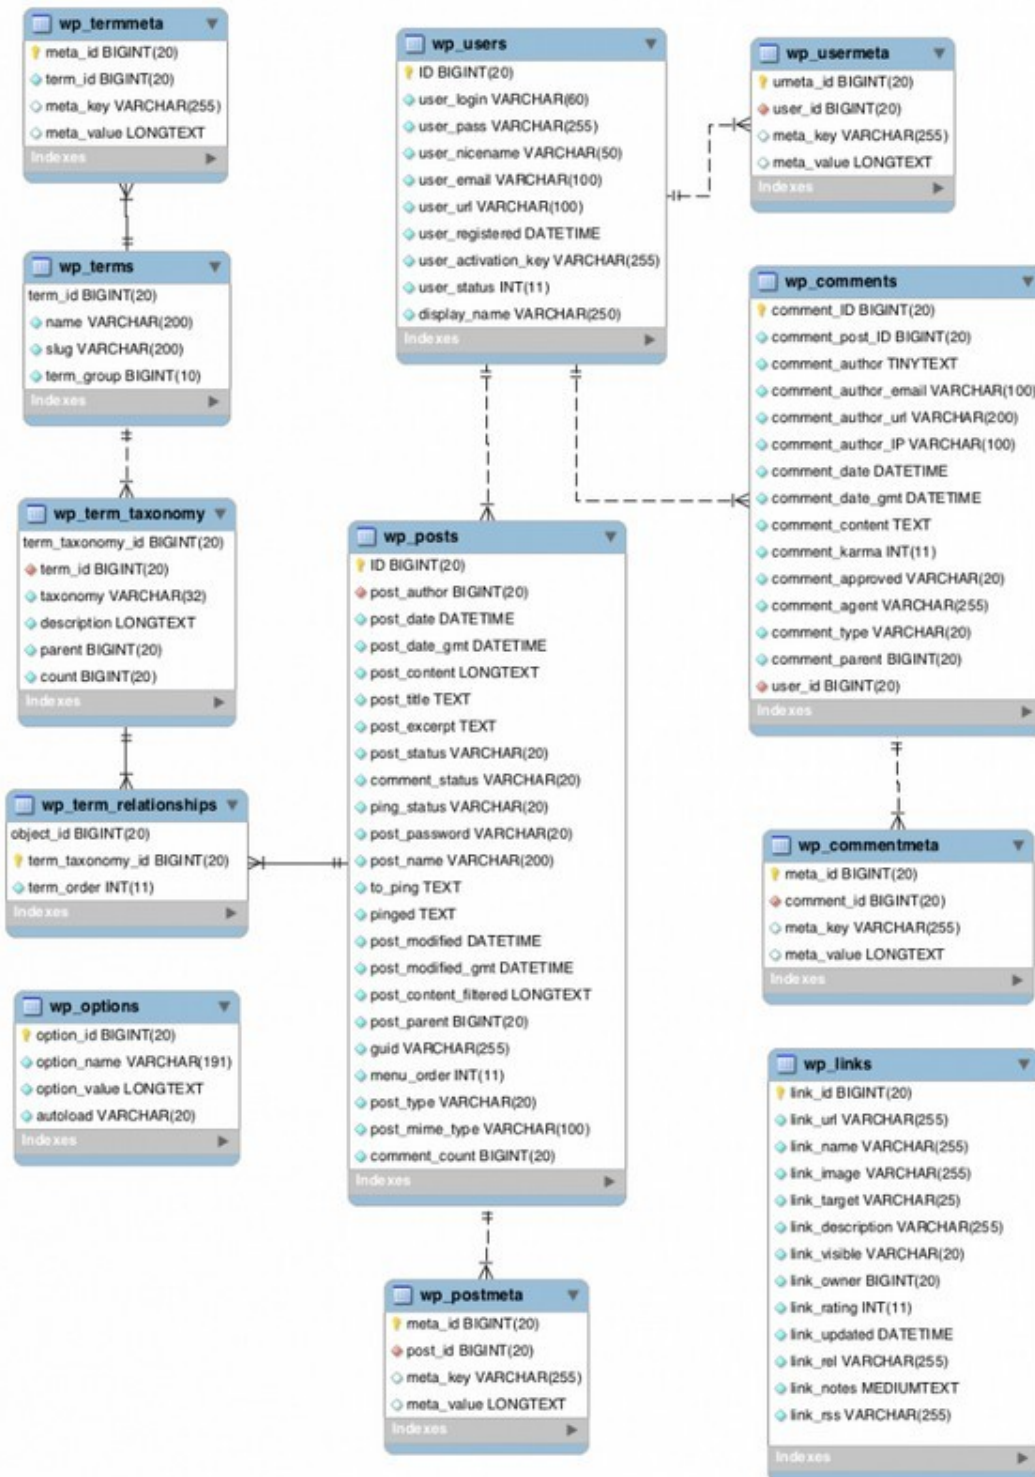 wp_termmeta
meta_id BIGINT(20)
term_id BIGINT(20)
meta_key VARCHAR(255)
meta_value LONGTEXT
Indexes
wp_terms
term_id BIGINT(20)
name VARCHAR(200)
slug VARCHAR(200)
term_group BIGINT(10)
Indexes
wp_term_taxonomy
term_taxonomy_id BIGINT(20)
term_id BIGINT(20)
taxonomy VARCHAR(32)
description LONGTEXT
parent BIGINT(20)
count BIGINT(20)
Indexes
wp_term_relationships
object_id BIGINT(20)
term_taxonomy_id BIGINT(20)
term_order INT(11)
Indexes
wp_options
option_id BIGINT(20)
option_name VARCHAR(191)
option_value LONGTEXT
autoload VARCHAR(20)
Indexes
wp_users
ID BIGINT(20)
user_login VARCHAR(60)
user_pass VARCHAR(255)
user_nicename VARCHAR(50)
user_email VARCHAR(100)
user_url VARCHAR(100)
user_registered DATETIME
user_activation_key VARCHAR(255)
user_status INT(11)
display_name VARCHAR(250)
Indexes
wp_posts
ID BIGINT(20)
post_author BIGINT(20)
post_date DATETIME
post_date_gmt DATETIME
post_content LONGTEXT
post_title TEXT
post_excerpt TEXT
post_status VARCHAR(20)
comment_status VARCHAR(20)
ping_status VARCHAR(20)
post_password VARCHAR(20)
post_name VARCHAR(200)
to_ping TEXT
pinged TEXT
post_modified DATETIME
post_modified_gmt DATETIME
post_content_filtered LONGTEXT
post_parent BIGINT(20)
guid VARCHAR(255)
menu_order INT(11)
post_type VARCHAR(20)
post_mime_type VARCHAR(100)
comment_count BIGINT(20)
Indexes
wp_postmeta
meta_id BIGINT(20)
post_id BIGINT(20)
meta_key VARCHAR(255)
meta_value LONGTEXT
Indexes
wp_usermeta
umeta_id BIGINT(20)
user_id BIGINT(20)
meta_key VARCHAR(255)
meta_value LONGTEXT
Indexes
wp_comments
comment_ID BIGINT(20)
comment_post_ID BIGINT(20)
comment_author TINYTEXT
comment_author_email VARCHAR(100)
comment_author_url VARCHAR(200)
comment_author_IP VARCHAR(100)
comment_date DATETIME
comment_date_gmt DATETIME
comment_content TEXT
comment_karma INT(11)
comment_approved VARCHAR(20)
comment_agent VARCHAR(255)
comment_type VARCHAR(20)
comment_parent BIGINT(20)
user_id BIGINT(20)
Indexes
wp_commentmeta
meta_id BIGINT(20)
comment_id BIGINT(20)
meta_key VARCHAR(255)
meta_value LONGTEXT
Indexes
wp_links
link_id BIGINT(20)
link_url VARCHAR(255)
link_name VARCHAR(255)
link_image VARCHAR(255)
link_target VARCHAR(25)
link_description VARCHAR(255)
link_visible VARCHAR(20)
link_owner BIGINT(20)
link_rating INT(11)
link_updated DATETIME
link_rel VARCHAR(255)
link_notes MEDIUMTEXT
link_rss VARCHAR(255)
Indexes